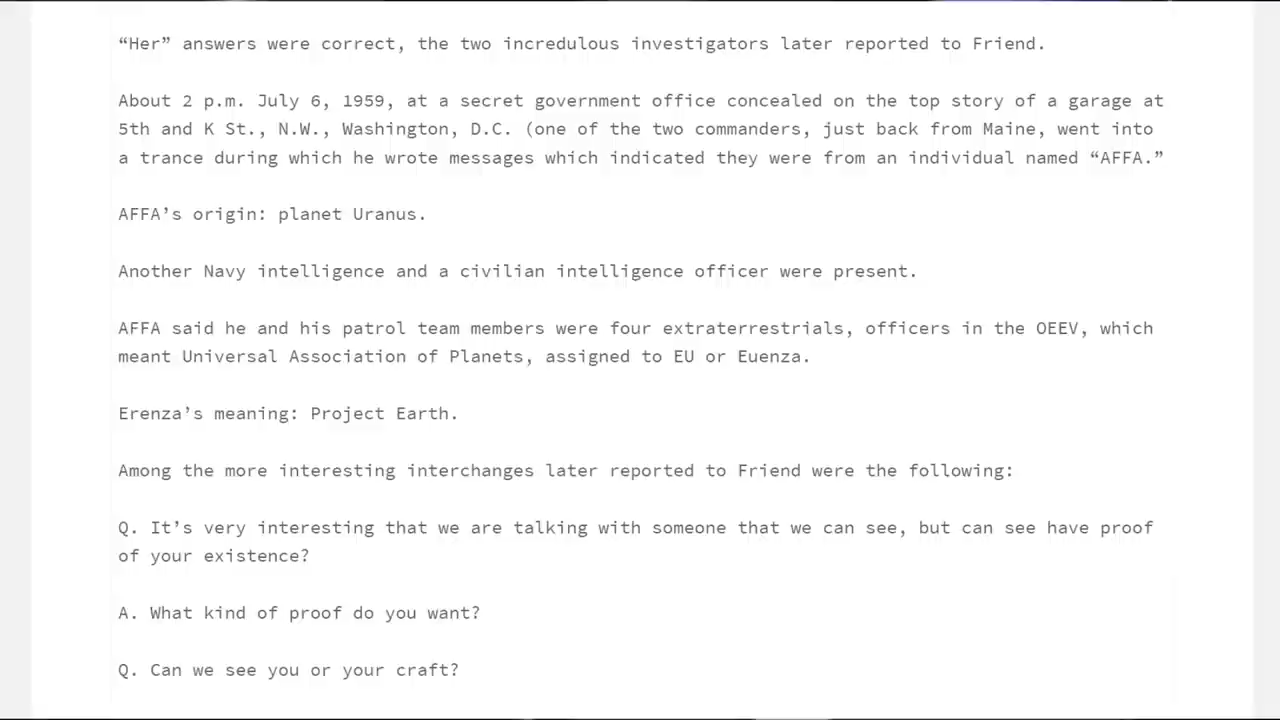 “Her” answers were correct, the two incredulous investigators later reported to Friend.
About 2 p.m. July 6, 1959, at a secret government office concealed on the top story of a garage at
5th and K St., N.W., Washington, D.C. (one of the two commanders, just back from Maine, went into
a trance during which he wrote messages which indicated they were from an individual named “AFFA.”
AFFA’s origin: planet Uranus.
Another Navy intelligence and a civilian intelligence officer were present.
AFFA said he and his patrol team members were four extraterrestrials, officers in the OEEV, which
meant Universal Association of Planets, assigned to EU or Euenza.
Erenza’s meaning: Project Earth.
Among the more interesting interchanges later reported to Friend were the following:
Q. It’s very interesting that we are talking with someone that we can see, but can see have proof
of your existence?
A. What kind of proof do you want?
Q. Can we see you or your craft?